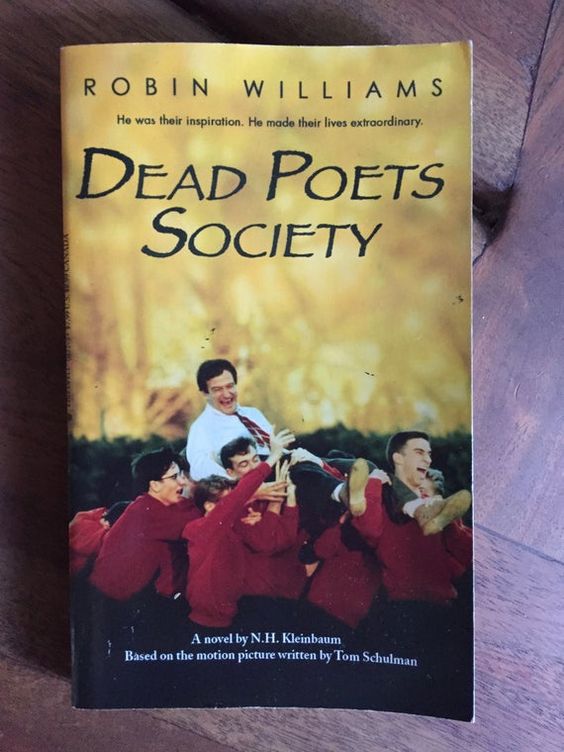 ROBIN WILLIAMS
He was their inspiration. He made their lives extraordinary.
DEAD POETS
SOCIETY
A novel by N.H. Kleinbaum
Based on the motion picture written by Tom Schulman